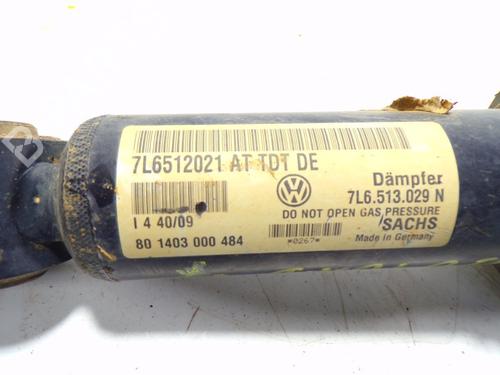 7L6512021 AT TDT DE
I 4 40/09
80 1403 000 484
Dämpfer
7L6.513.029 N
DO NOT OPEN GAS PRESSURE
SACHS
Made in Germany
*0267*